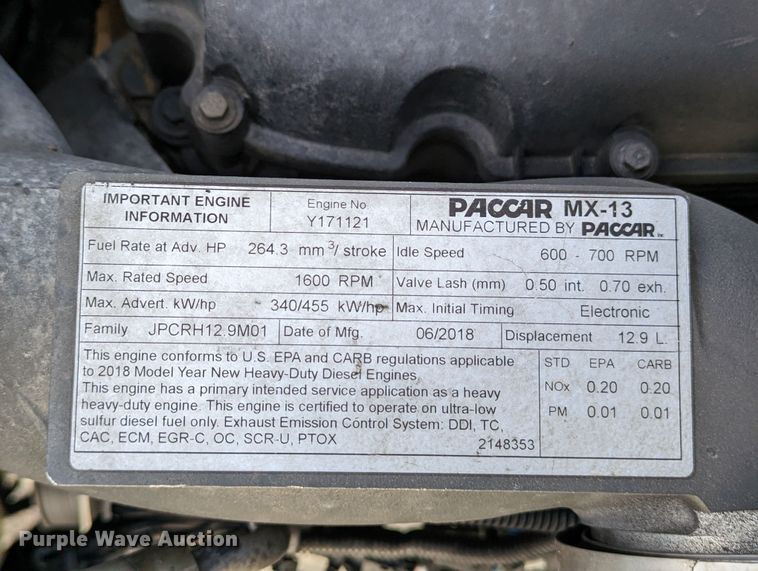 IMPORTANT ENGINE
INFORMATION
Engine No.
Y171121
PACCAR MX-13
MANUFACTURED BY PACCAR INC
Fuel Rate at Adv. HP 264.3 mm3/ stroke
Idle Speed 600 - 700 RPM
Max. Rated Speed 1600 RPM
Valve Lash (mm) 0.50 int. 0.70 exh.
Max. Advert. kW/hp 340/455 kW/hp
Max. Initial Timing Electronic
Family JPCRH12.9M01
Date of Mfg. 06/2018
Displacement 12.9 L.
This engine conforms to U.S. EPA and CARB regulations applicable
to 2018 Model Year New Heavy-Duty Diesel Engines.
This engine has a primary intended service application as a heavy
heavy-duty engine. This engine is certified to operate on ultra-low
sulfur diesel fuel only. Exhaust Emission Control System: DDI, TC,
CAC, ECM, EGR-C, OC, SCR-U, PTOX
2148353
STD EPA CARB
NOx 0.20 0.20
PM 0.01 0.01
Purple Wave Auction